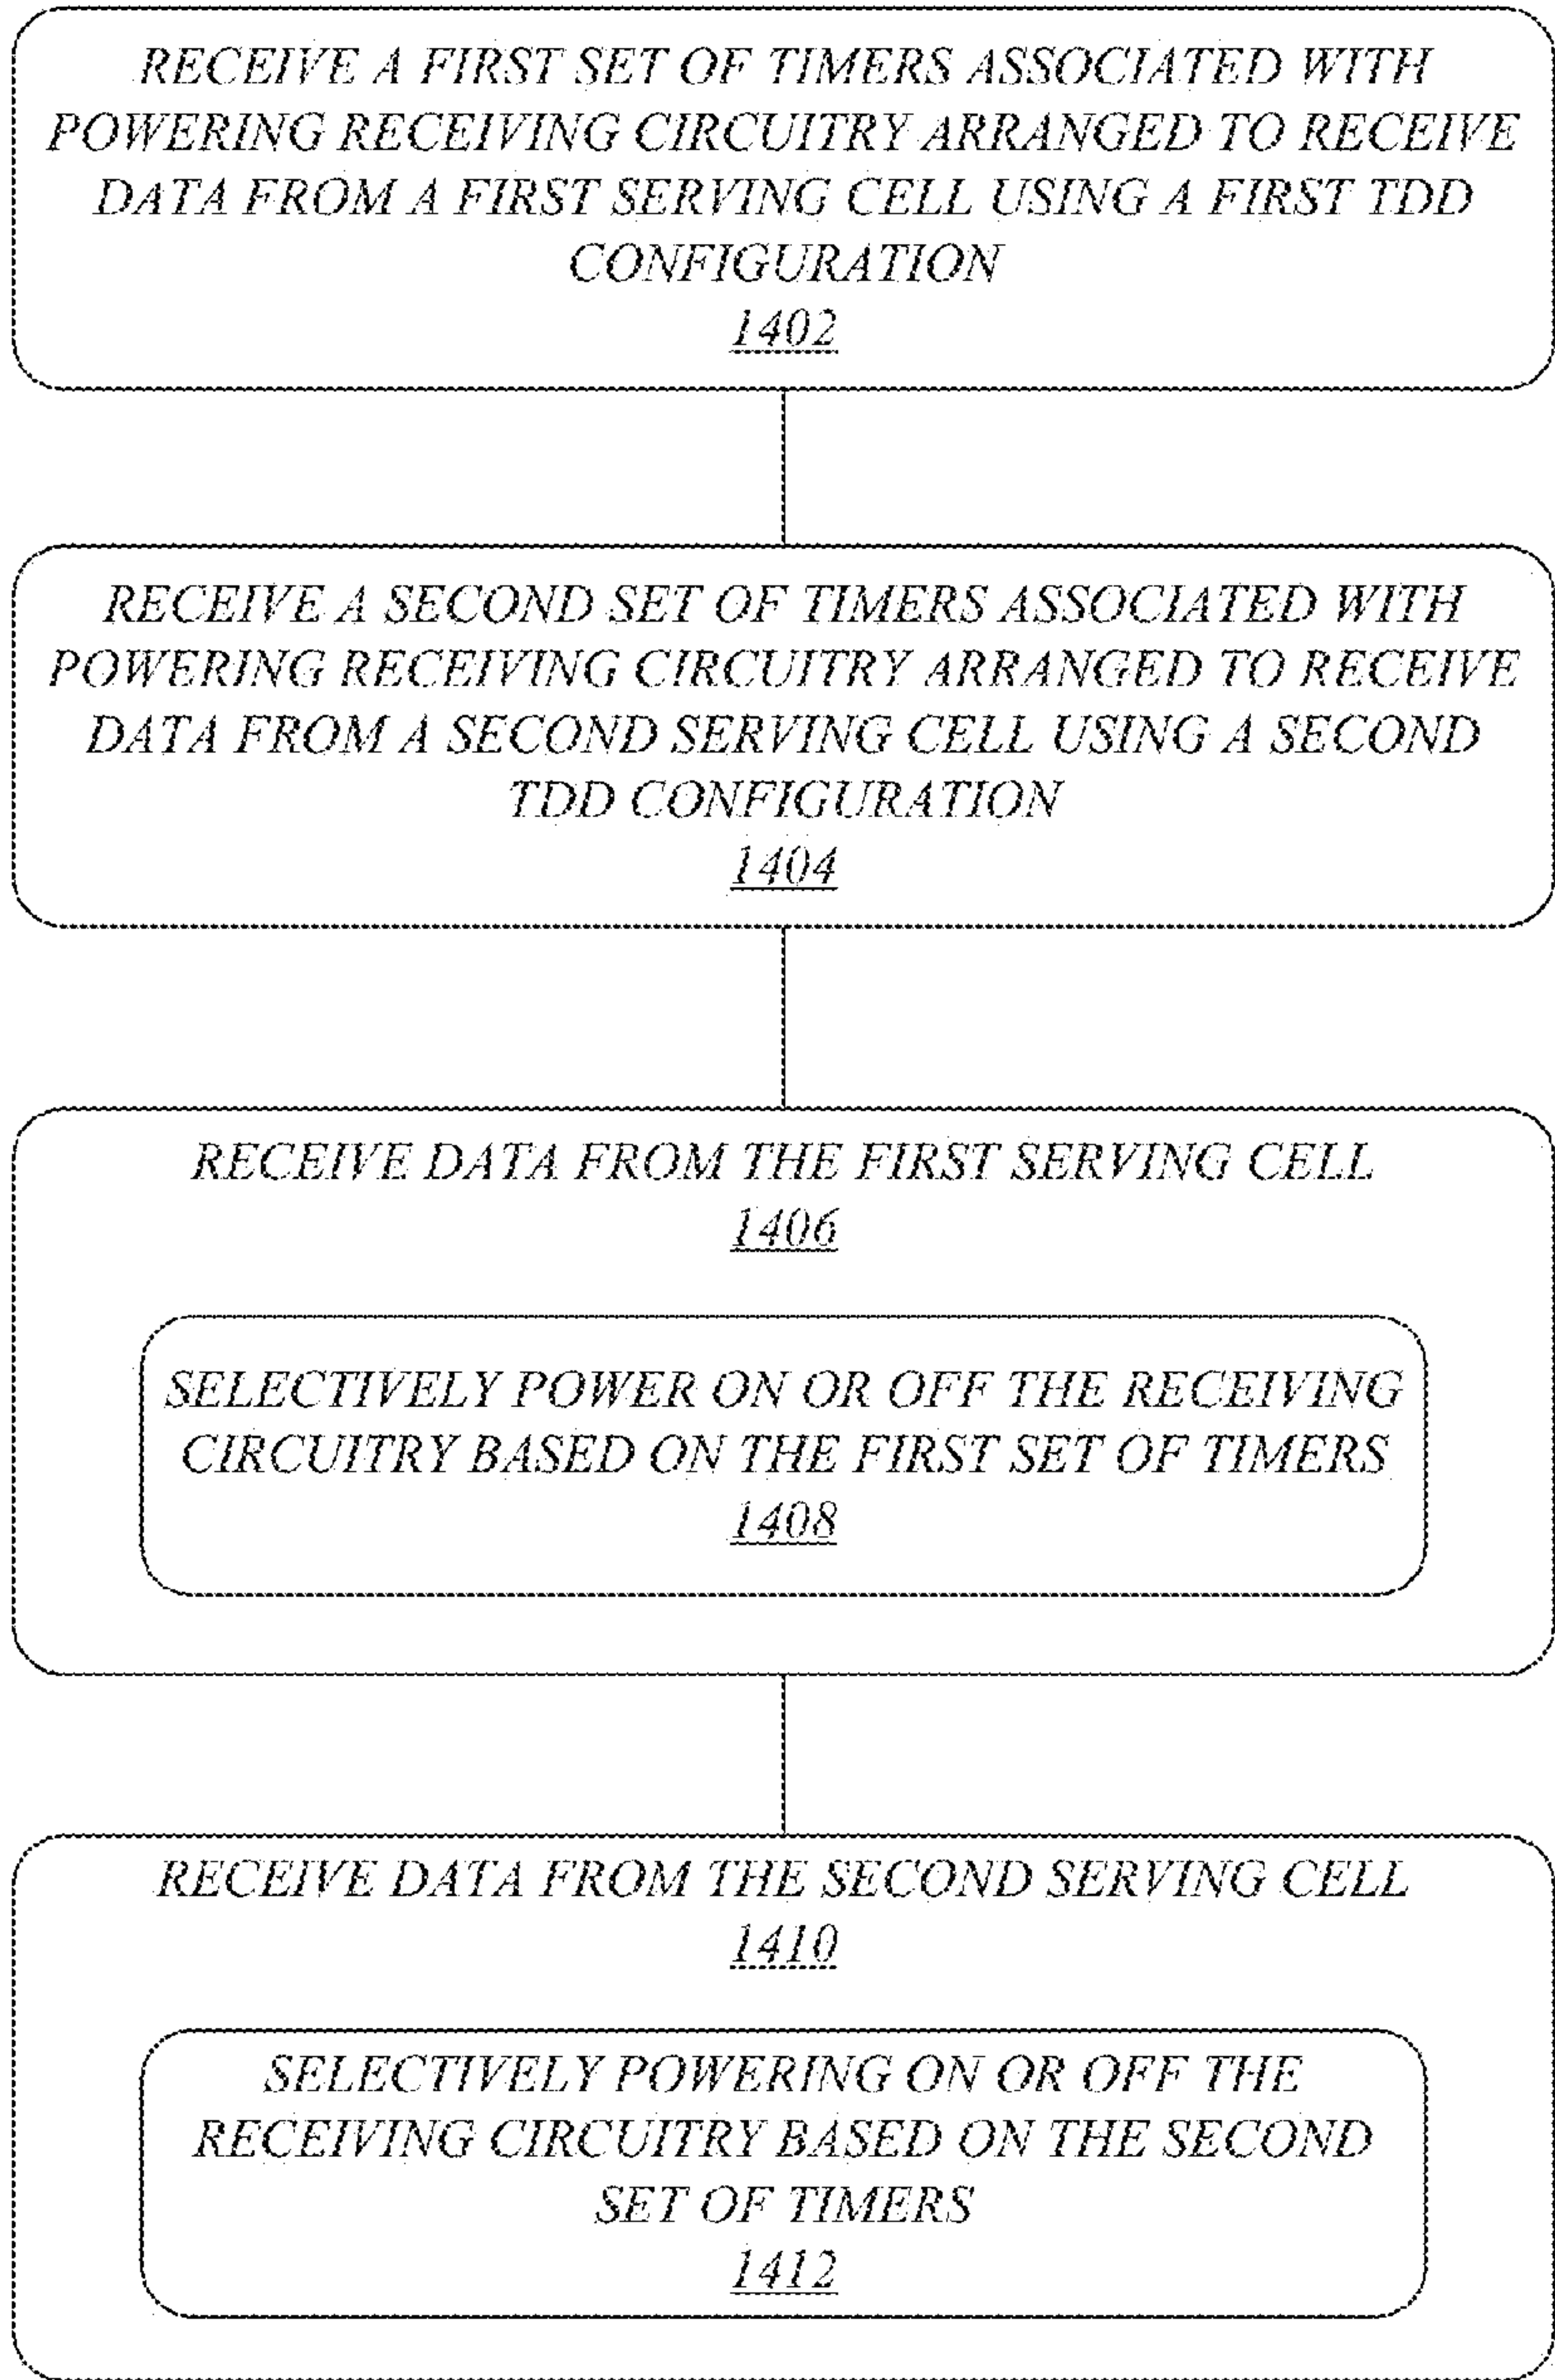 RECEIVE A FIRST SET OF TIMERS ASSOCIATED WITH
POWERING RECEIVING CIRCUITRY ARRANGED TO RECEIVE
DATA FROM A FIRST SERVING CELL USING A FIRST TDD
CONFIGURATION
1402
RECEIVE A SECOND SET OF TIMERS ASSOCIATED WITH
POWERING RECEIVING CIRCUITRY ARRANGED TO RECEIVE
DATA FROM A SECOND SERVING CELL USING A SECOND
TDD CONFIGURATION
1404
RECEIVE DATA FROM THE FIRST SERVING CELL
1406
SELECTIVELY POWER ON OR OFF THE RECEIVING
CIRCUITRY BASED ON THE FIRST SET OF TIMERS
1408
RECEIVE DATA FROM THE SECOND SERVING CELL
1410
SELECTIVELY POWERING ON OR OFF THE
RECEIVING CIRCUITRY BASED ON THE SECOND
SET OF TIMERS
1412